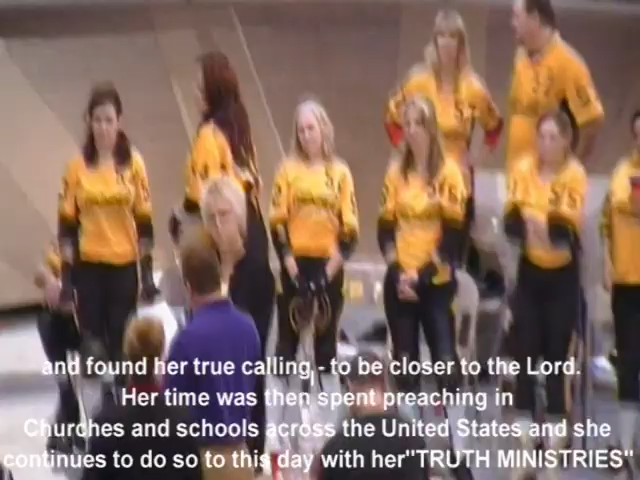 and found her true calling, - to be closer to the Lord.
Her time was then spent preaching in
Churches and schools across the United States and she
continues to do so to this day with her"TRUTH MINISTRIES"